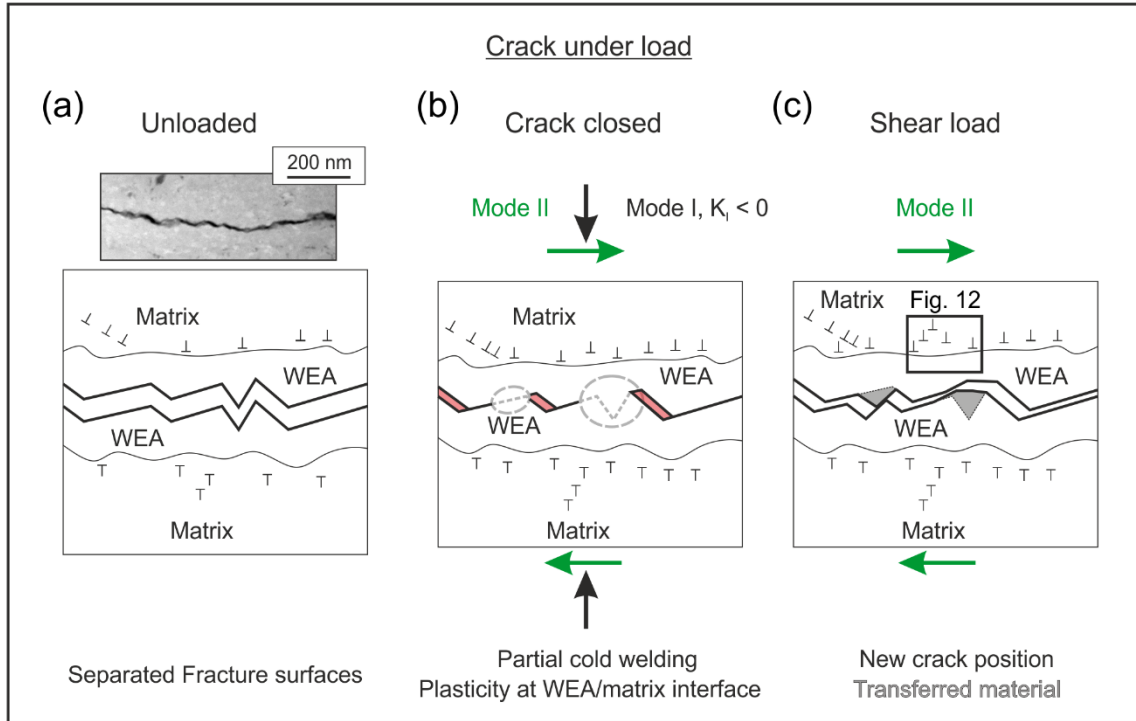 Crack under load
(a)
Unloaded
200 nm
Matrix
WEA
WEA
Matrix
Separated Fracture surfaces
(b)
Crack closed
Mode II
Mode I, K_I < 0
Matrix
WEA
WEA
Matrix
Partial cold welding
Plasticity at WEA/matrix interface
(c)
Shear load
Mode II
Matrix
Fig. 12
WEA
WEA
Matrix
New crack position
Transferred material